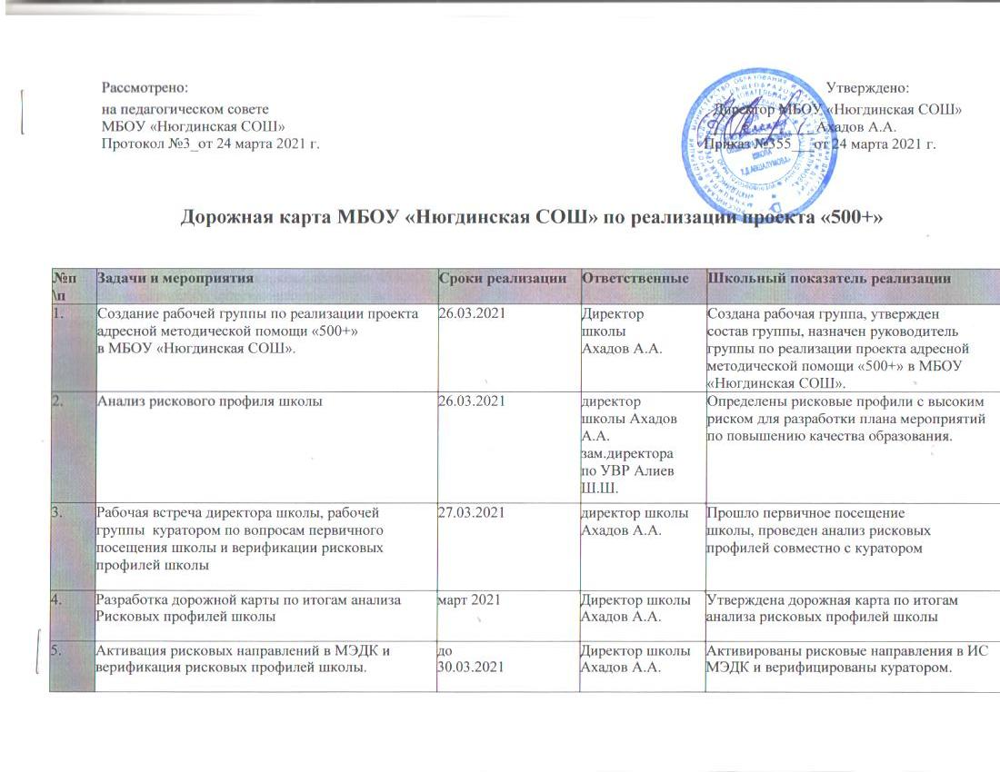 Рассмотрено:
на педагогическом совете
МБОУ «Нюгдинская СОШ»
Протокол №3_от 24 марта 2021 г.
Утверждено:
Директор МБОУ «Нюгдинская СОШ»
Ахадов А.А.
Приказ №355___от 24 марта 2021 г.
ШКОЛА
Дорожная карта МБОУ «Нюгдинская СОШ» по реализации проекта «500+»
№п
\п
Задачи и мероприятия
Сроки реализации
Ответственные
Школьный показатель реализации
1.
Создание рабочей группы по реализации проекта
адресной методической помощи «500+»
в МБОУ «Нюгдинская СОШ».
26.03.2021
Директор
школы
Ахадов А.А.
Создана рабочая группа, утвержден
состав группы, назначен руководитель
группы по реализации проекта адресной
методической помощи «500+» в МБОУ
«Нюгдинская СОШ».
2.
Анализ рискового профиля школы
26.03.2021
директор
школы Ахадов
А.А.
зам.директора
по УВР Алиев
Ш.Ш.
Определены рисковые профили с высоким
риском для разработки плана мероприятий
по повышению качества образования.
3.
Рабочая встреча директора школы, рабочей
группы куратором по вопросам первичного
посещения школы и верификации рисковых
профилей школы
27.03.2021
директор школы
Ахадов А.А.
Прошло первичное посещение
школы, проведен анализ рисковых
профилей совместно с куратором
4.
Разработка дорожной карты по итогам анализа
Рисковых профилей школы
март 2021
Директор школы
Ахадов А.А.
Утверждена дорожная карта по итогам
анализа рисковых профилей школы
5.
Активация рисковых направлений в МЭДК и
верификация рисковых профилей школы.
до
30.03.2021
Директор школы
Ахадов А.А.
Активированы рисковые направления в ИС
МЭДК и верифицированы куратором.